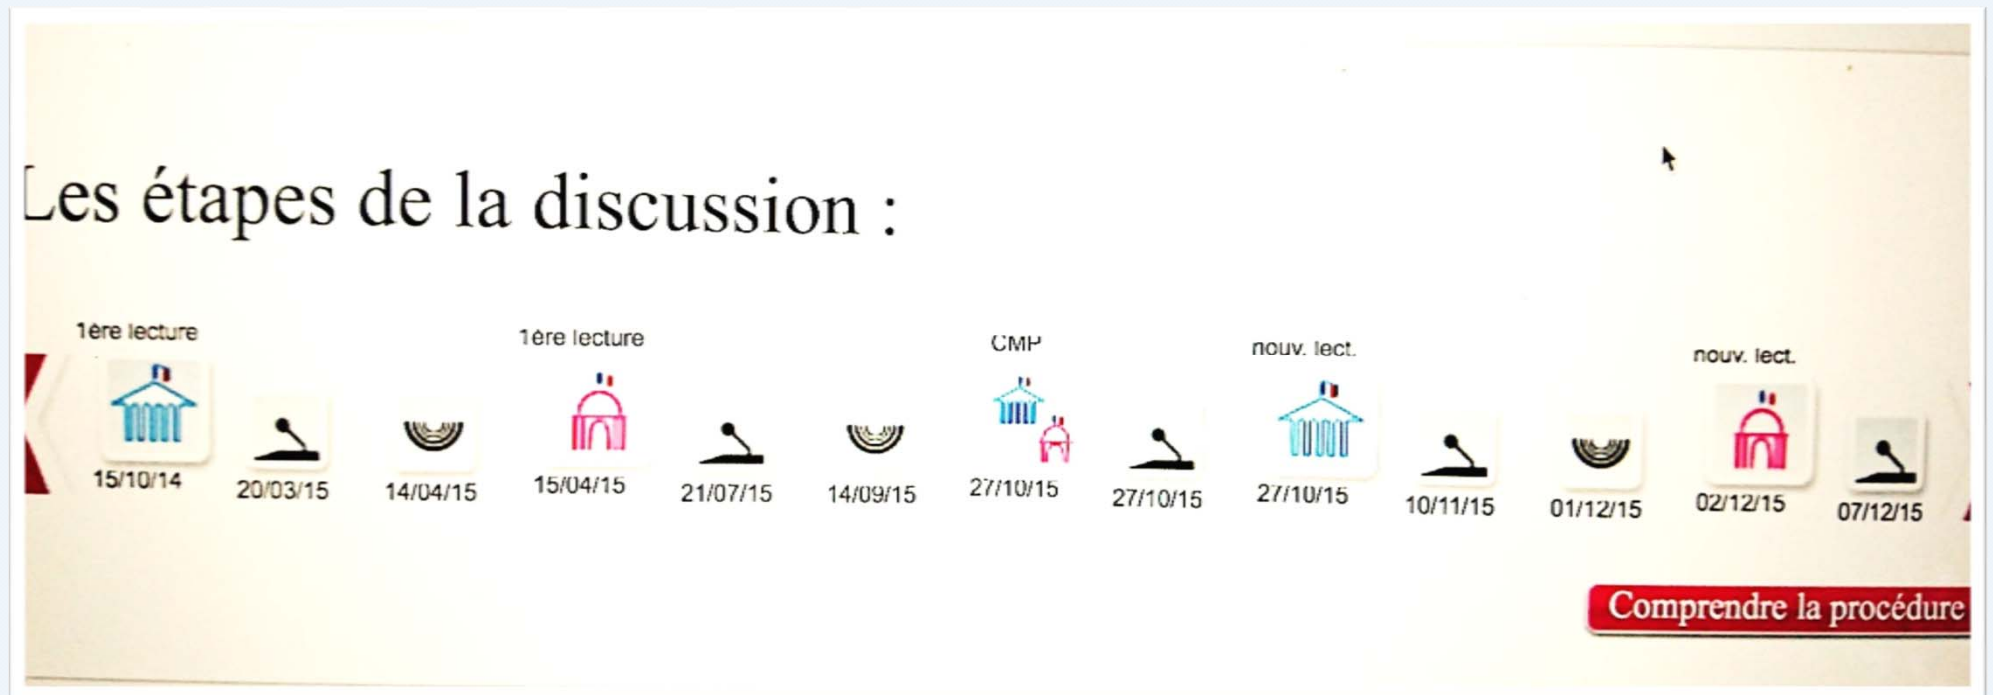 Les étapes de la discussion :
1ère lecture
1ère lecture
CMP
nouv. lect.
nouv. lect.
15/10/14
20/03/15
14/04/15
15/04/15
21/07/15
14/09/15
27/10/15
27/10/15
27/10/15
10/11/15
01/12/15
02/12/15
07/12/15
Comprendre la procédure